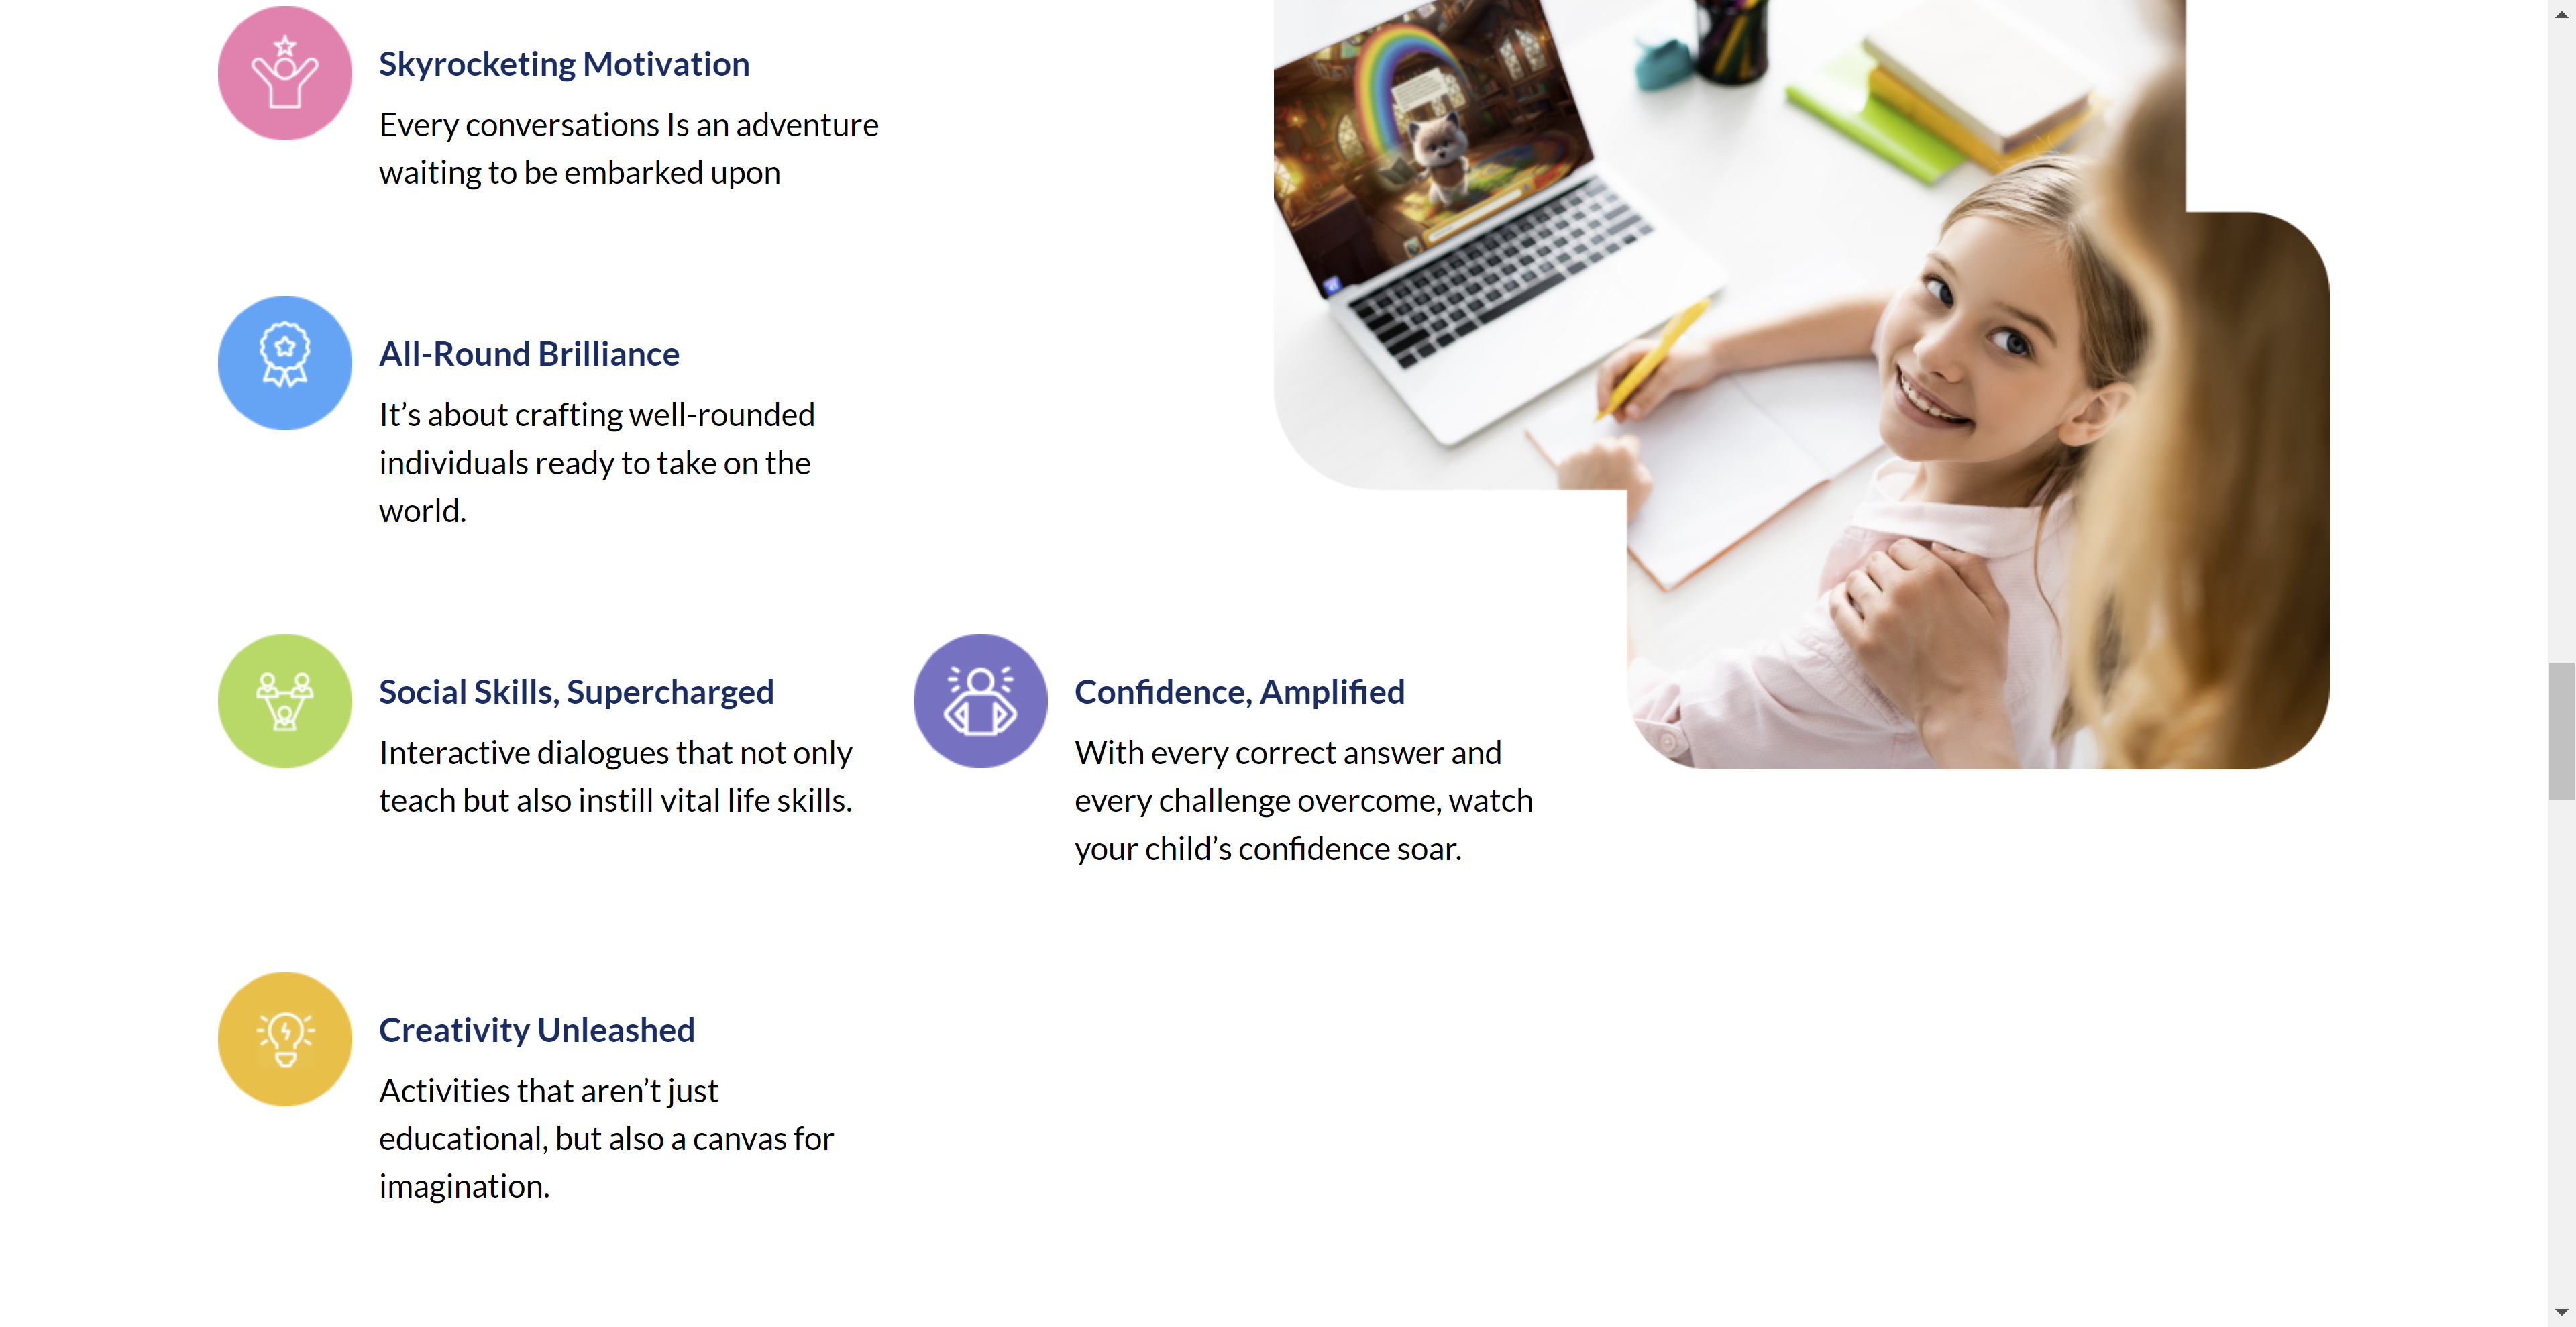 Skyrocketing Motivation
Every conversations Is an adventure
waiting to be embarked upon
All-Round Brilliance
It’s about crafting well-rounded
individuals ready to take on the
world.
Social Skills, Supercharged
Interactive dialogues that not only
teach but also instill vital life skills.
Confidence, Amplified
With every correct answer and
every challenge overcome, watch
your child’s confidence soar.
Creativity Unleashed
Activities that aren’t just
educational, but also a canvas for
imagination.